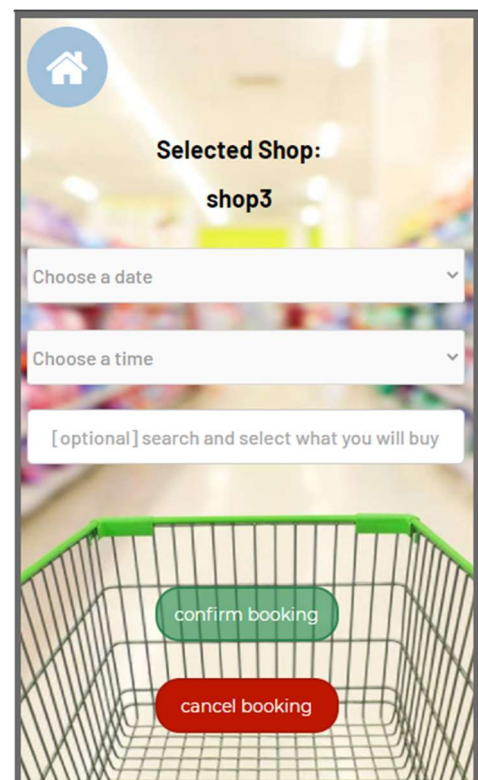 Selected Shop:
shop3
Choose a date
Choose a time
[optional] search and select what you will buy
confirm booking
cancel booking